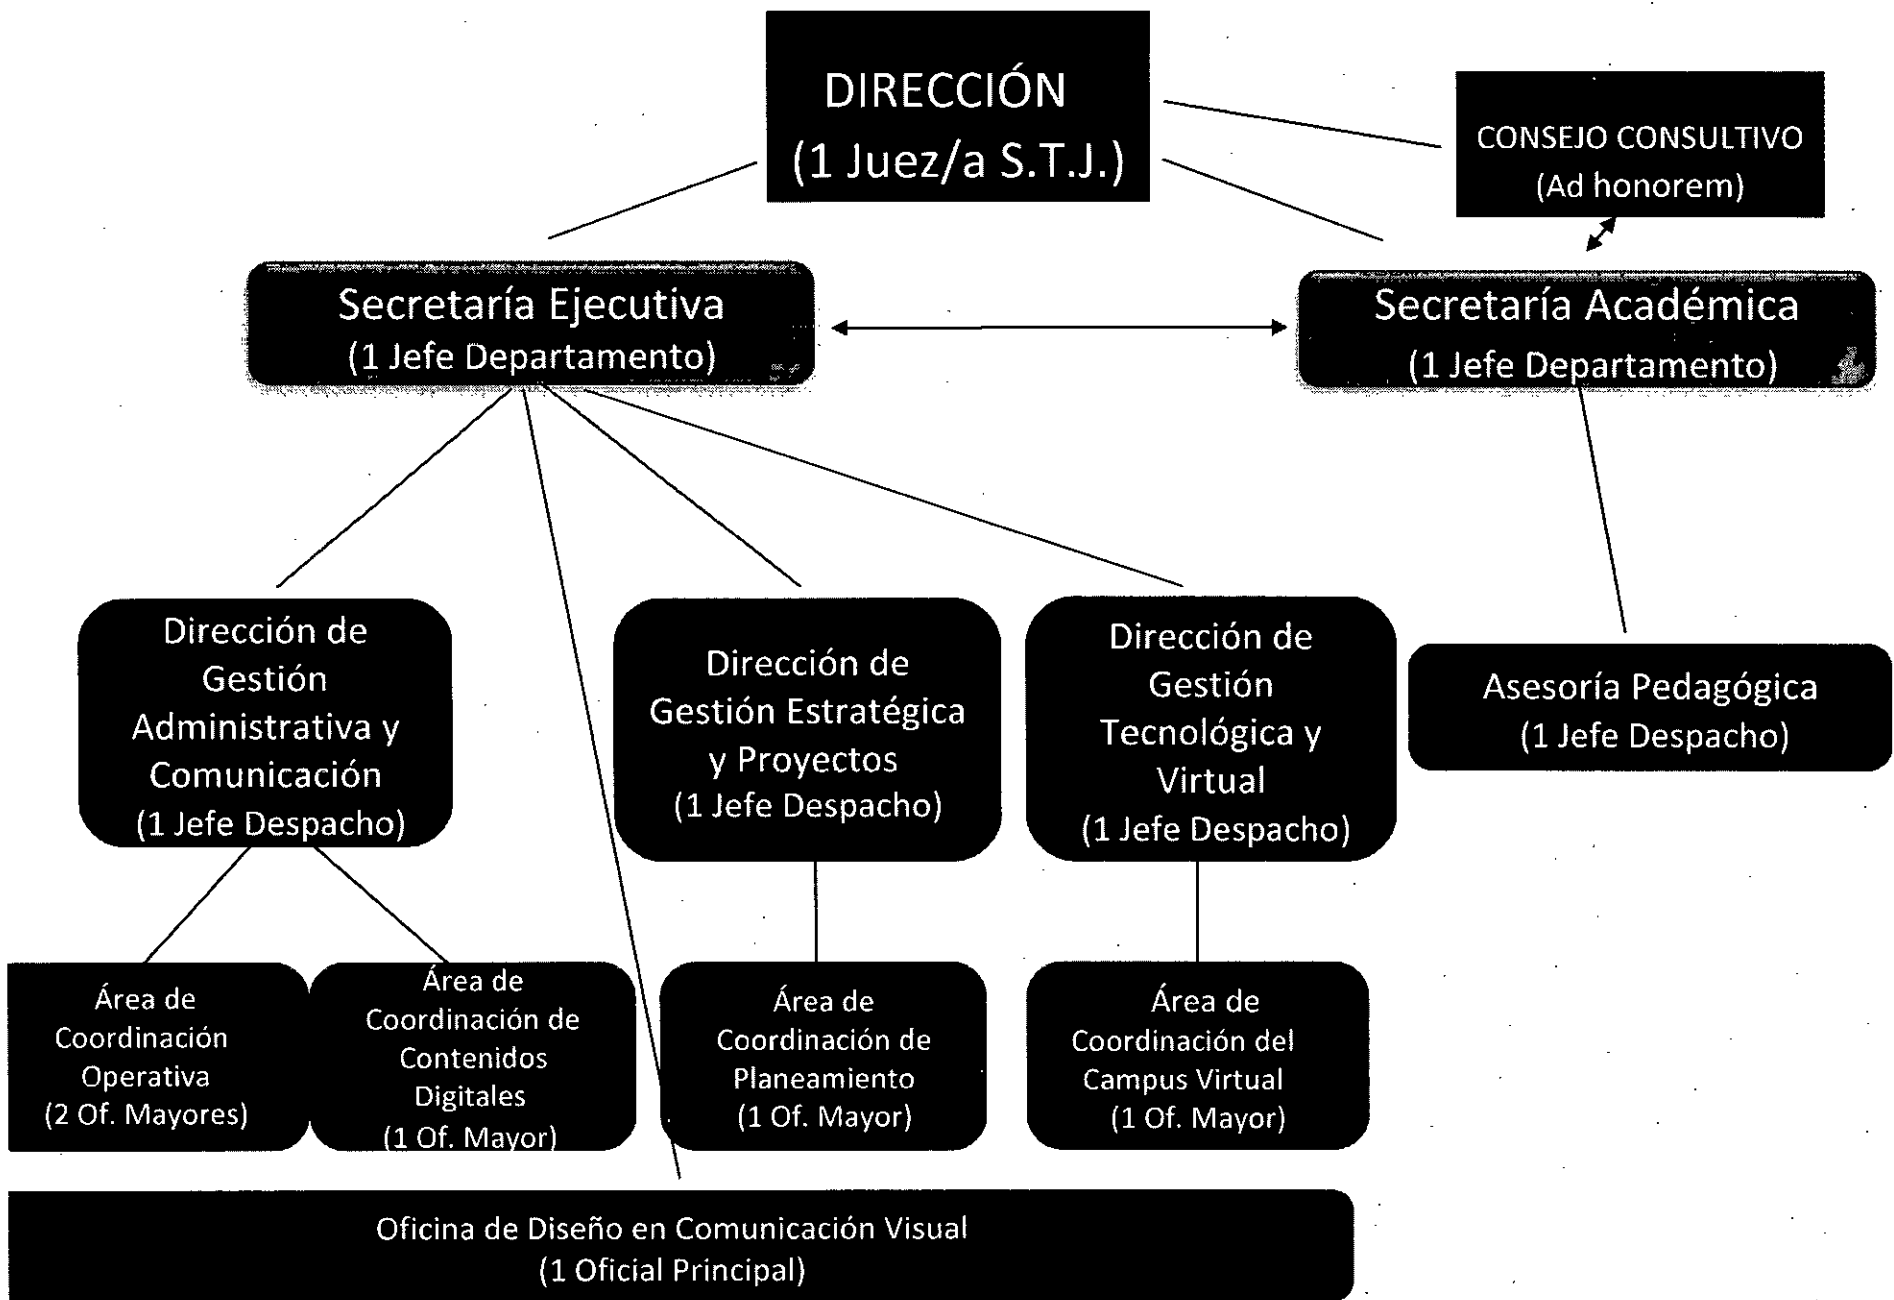 DIRECCIÓN
(1 Juez/a S.T.J.)
CONSEJO CONSULTIVO
(Ad honorem)
Secretaría Ejecutiva
(1 Jefe Departamento)
Secretaría Académica
(1 Jefe Departamento)
Dirección de
Gestión
Administrativa y
Comunicación
(1 Jefe Despacho)
Dirección de
Gestión Estratégica
y Proyectos
(1 Jefe Despacho)
Dirección de
Gestión
Tecnológica y
Virtual
(1 Jefe Despacho)
Asesoría Pedagógica
(1 Jefe Despacho)
Área de
Coordinación
Operativa
(2 Of. Mayores)
Área de
Coordinación de
Contenidos
Digitales
(1 Of. Mayor)
Área de
Coordinación de
Planeamiento
(1 Of. Mayor)
Área de
Coordinación del
Campus Virtual
(1 Of. Mayor)
Oficina de Diseño en Comunicación Visual
(1 Oficial Principal)